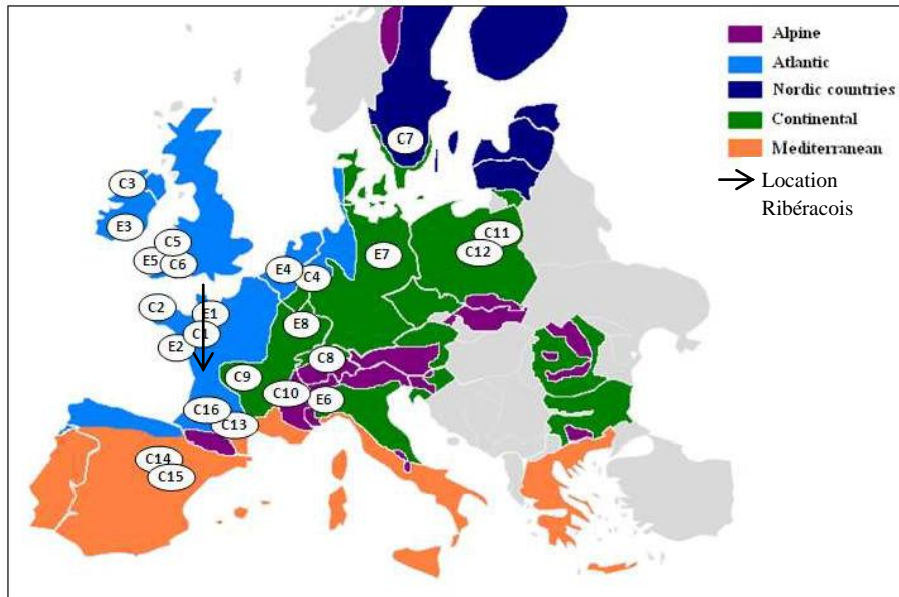 Alpine
Atlantic
Nordic countries
Continental
Mediterranean
Location
Ribéracois
C7
C3
E3
C5
E5
C6
C11
C12
E7
E4
C4
C2
E1
C1
E2
E8
C8
C9
C10
E6
C16
C13
C14
C15